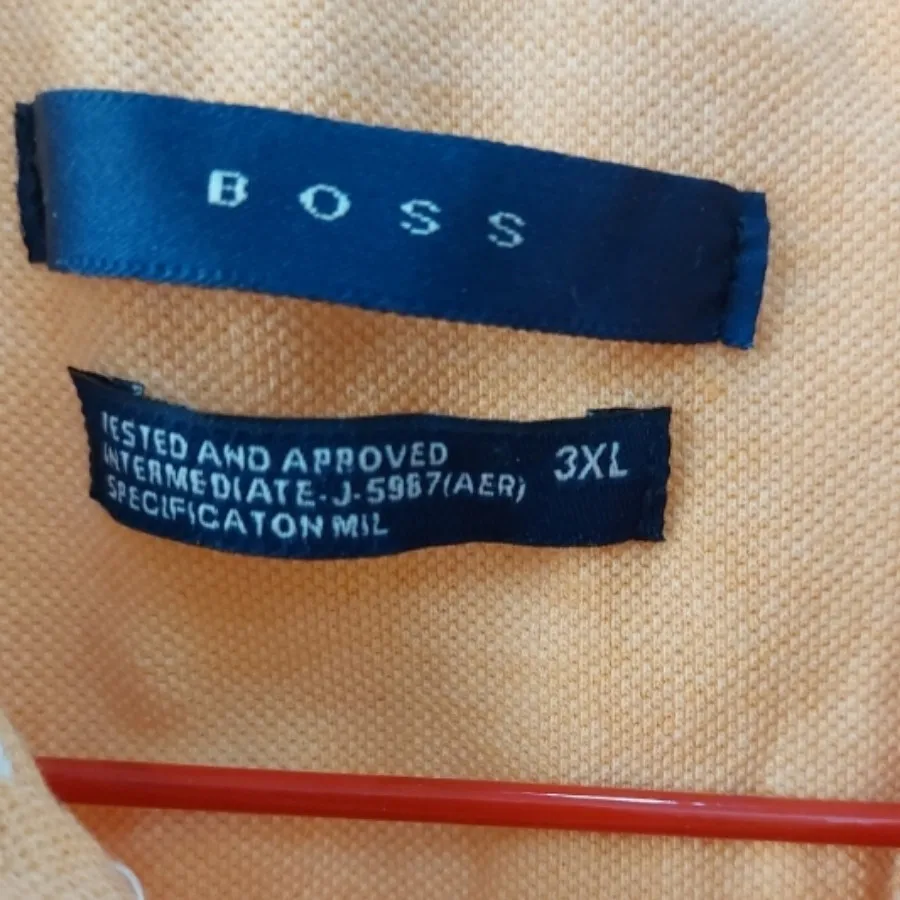 BOSS
TESTED AND APPROVED
INTERMEDIATE-J-5987(AER)
SPECIFICATON MIL
3XL